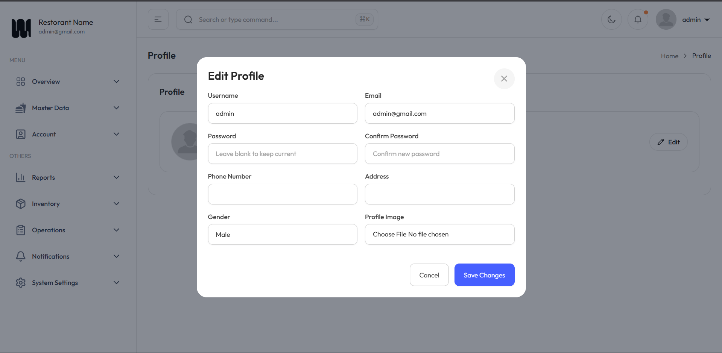 Restorant Name
admin@gmail.com
Search or type command...
⌘K
admin
MENU
Overview
Master Data
Account
OTHERS
Reports
Inventory
Operations
Notifications
System Settings
Profile
Home > Profile
Profile
Edit
Edit Profile
Username
Email
admin
admin@gmail.com
Password
Confirm Password
Leave blank to keep current
Confirm new password
Phone Number
Address
Gender
Profile Image
Male
Choose File No file chosen
Cancel
Save Changes